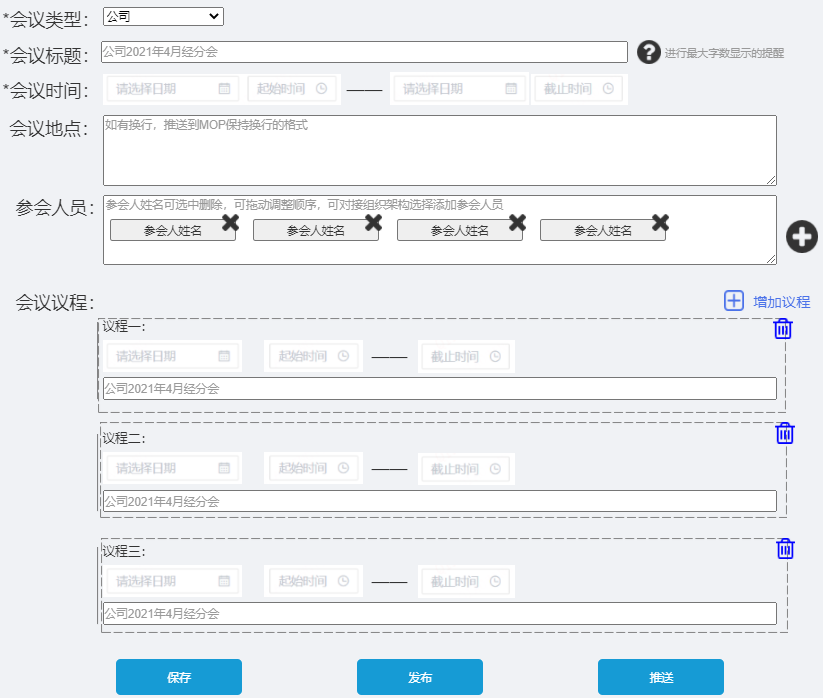 *会议类型: 公司
*会议标题: 公司2021年4月经分会 ? 进行最大字数显示的提醒
*会议时间: 请选择日期 起始时间 —— 请选择日期 截止时间
会议地点: 如有换行，推送到MOP保持换行的格式
参会人员: 参会人姓名可选中删除，可拖动调整顺序，可对接组织架构选择添加参会人员
参会人姓名 参会人姓名 参会人姓名 参会人姓名
会议议程: 增加议程
议程一:
请选择日期 起始时间 —— 截止时间
公司2021年4月经分会
议程二:
请选择日期 起始时间 —— 截止时间
公司2021年4月经分会
议程三:
请选择日期 起始时间 —— 截止时间
公司2021年4月经分会
保存 发布 推送